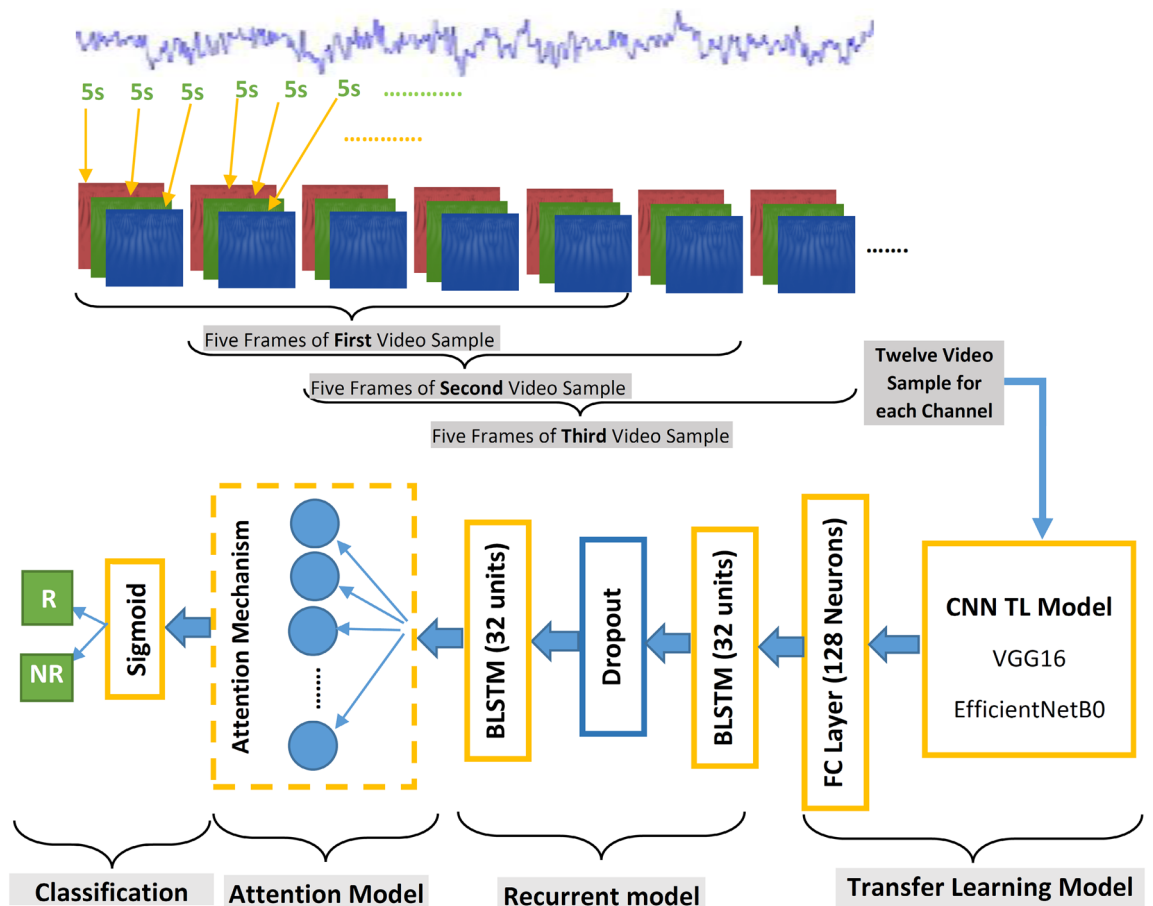 5s 5s 5s 5s 5s 5s ............
............
.......
Five Frames of First Video Sample
Five Frames of Second Video Sample
Five Frames of Third Video Sample
Twelve Video
Sample for
each Channel
CNN TL Model
VGG16
EfficientNetB0
FC Layer (128 Neurons)
BLSTM (32 units)
Dropout
BLSTM (32 units)
Attention Mechanism
.......
Sigmoid
R
NR
Classification
Attention Model
Recurrent model
Transfer Learning Model